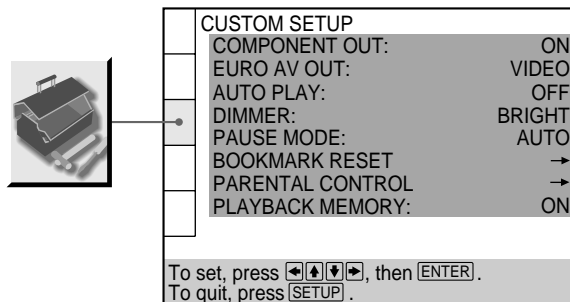 CUSTOM SETUP
COMPONENT OUT: ON
EURO AV OUT: VIDEO
AUTO PLAY: OFF
DIMMER: BRIGHT
PAUSE MODE: AUTO
BOOKMARK RESET →
PARENTAL CONTROL →
PLAYBACK MEMORY: ON
To set, press ←↑↓→, then ENTER.
To quit, press SETUP.